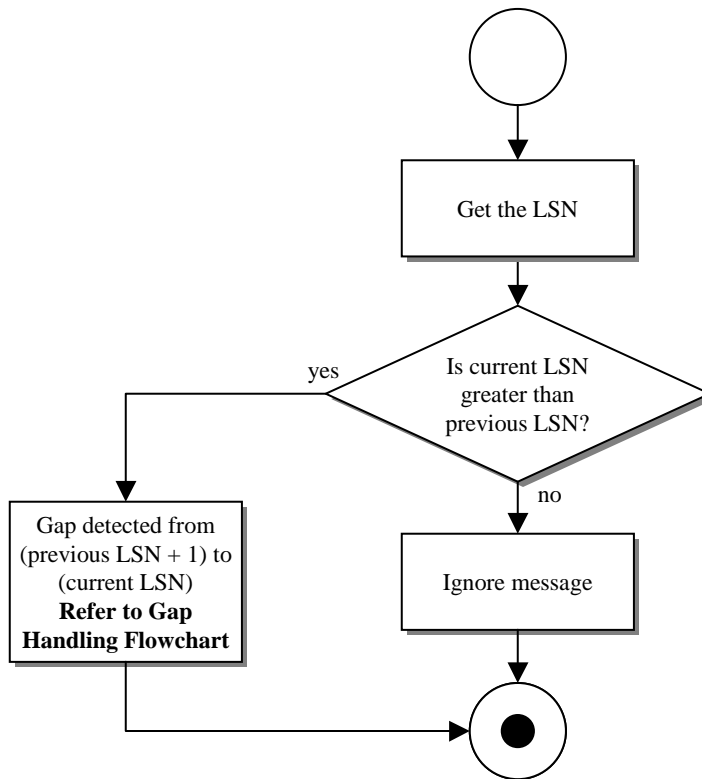 Get the LSN
Is current LSN
greater than
previous LSN?
yes
no
Gap detected from
(previous LSN + 1) to
(current LSN)
Refer to Gap
Handling Flowchart
Ignore message